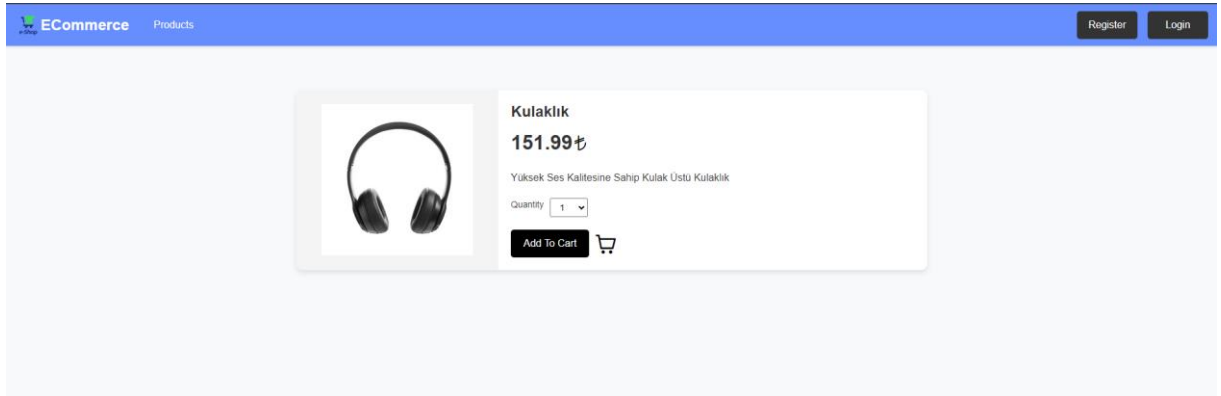 e-Shop
ECommerce
Products
Register
Login
Kulaklık
151.99₺
Yüksek Ses Kalitesine Sahip Kulak Üstü Kulaklık
Quantity 1
Add To Cart